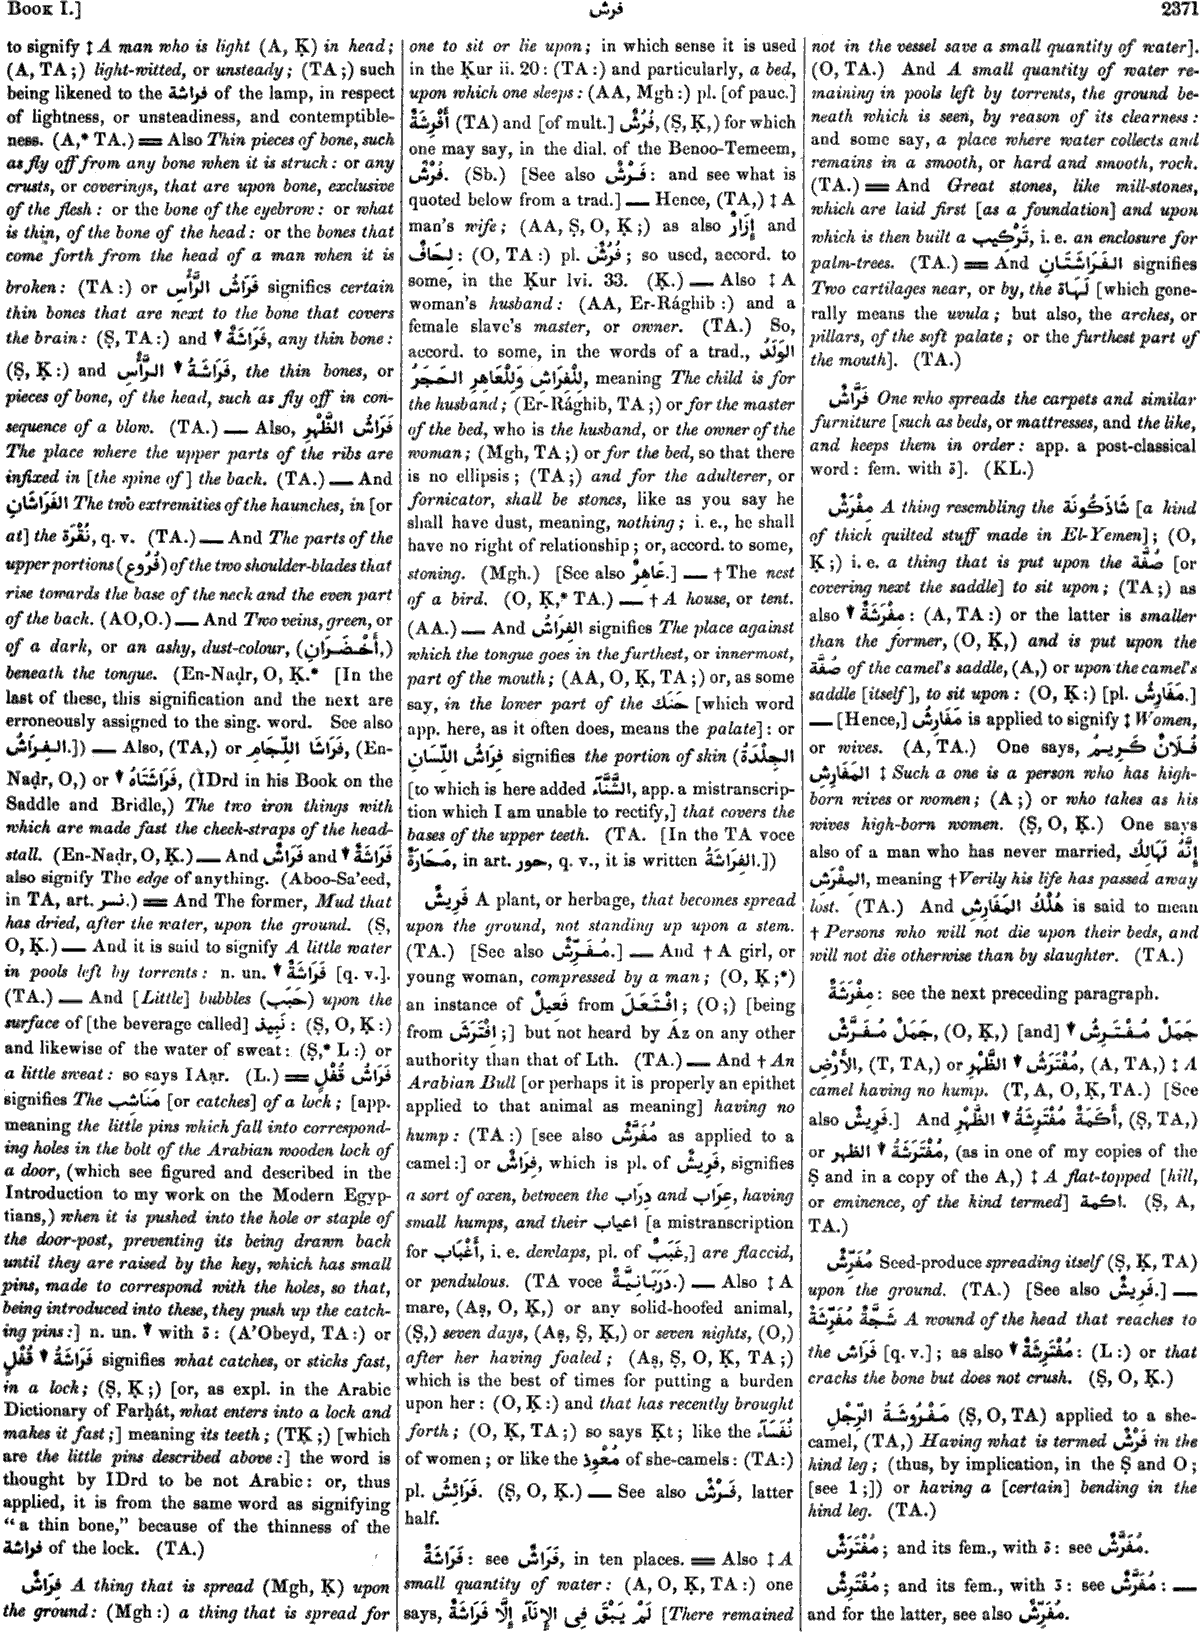 Book I.]
فرش
2371
to signify ‡ A man who is light (A, Ḳ) in head;
(A, TA;) light-witted, or unsteady; (TA;) such
being likened to the فراشة of the lamp, in respect
of lightness, or unsteadiness, and contemptible-
ness. (A,* TA.) = Also Thin pieces of bone, such
as fly off from any bone when it is struck: or any
crusts, or coverings, that are upon bone, exclusive
of the flesh: or the bone of the eyebrow: or what
is thin, of the bone of the head: or the bones that
come forth from the head of a man when it is
broken: (TA:) or فَرَاشُ الرَّأْسِ signifies certain
thin bones that are next to the bone that covers
the brain: (Ṣ, TA:) and ▼ فَرَاشَةٌ, any thin bone:
(Ṣ, Ḳ:) and فَرَاشَةُ ▼ الرَّأْسِ, the thin bones, or
pieces of bone, of the head, such as fly off in con-
sequence of a blow. (TA.) — Also, فَرَاشُ الظَّهْرِ
The place where the upper parts of the ribs are
infixed in [the spine of] the back. (TA.) — And
الفَرَاشَانِ The two extremities of the haunches, in [or
at] the نُقْرَة, q. v. (TA.) — And The parts of the
upper portions (فُرُوع) of the two shoulder-blades that
rise towards the base of the neck and the even part
of the back. (AO, O.) — And Two veins, green, or
of a dark, or an ashy, dust-colour, (أَخْضَرَانِ,)
beneath the tongue. (En-Naḍr, O, Ḳ.* [In the
last of these, this signification and the next are
erroneously assigned to the sing. word. See also
الفِرَاشُ.]) — Also, (TA,) or فَرَاشَا اللِّجَامِ, (En-
Naḍr, O,) or ▼ فَرَاشَتَاهُ, (IDrd in his Book on the
Saddle and Bridle,) The two iron things with
which are made fast the cheek-straps of the head-
stall. (En-Naḍr, O, Ḳ.) — And فَرَاشٌ and ▼ فَرَاشَةٌ
also signify The edge of anything. (Aboo-Sa'eed,
in TA, art. نسر.) = And The former, Mud that
has dried, after the water, upon the ground. (Ṣ,
O, Ḳ.) — And it is said to signify A little water
in pools left by torrents: n. un. ▼ فَرَاشَةٌ [q. v.].
(TA.) — And [Little] bubbles (حَبَب) upon the
surface of [the beverage called] نَبِيذ: (Ṣ, O, Ḳ:)
and likewise of the water of sweat: (Ṣ,* L:) or
a little sweat: so says IAạr. (L.) = فَرَاشُ قُفْلٍ
signifies The مَنَاشِب [or catches] of a lock; [app.
meaning the little pins which fall into correspond-
ing holes in the bolt of the Arabian wooden lock of
a door, (which see figured and described in the
Introduction to my work on the Modern Egyp-
tians,) when it is pushed into the hole or staple of
the door-post, preventing its being drawn back
until they are raised by the key, which has small
pins, made to correspond with the holes, so that,
being introduced into these, they push up the catch-
ing pins:] n. un. ▼ with ة: (A'Obeyd, TA:) or
فَرَاشَةُ ▼ قُفْلٍ signifies what catches, or sticks fast,
in a lock; (Ṣ, Ḳ;) [or, as expl. in the Arabic
Dictionary of Farḥát, what enters into a lock and
makes it fast;] meaning its teeth; (TḲ;) [which
are the little pins described above:] the word is
thought by IDrd to be not Arabic: or, thus
applied, it is from the same word as signifying
“a thin bone,” because of the thinness of the
فراشة of the lock. (TA.)
فِرَاشٌ A thing that is spread (Mgh, Ḳ) upon
the ground: (Mgh:) a thing that is spread for
one to sit or lie upon; in which sense it is used
in the Ḳur ii. 20: (TA:) and particularly, a bed,
upon which one sleeps: (AA, Mgh:) pl. [of pauc.]
أَفْرِشَةٌ (TA) and [of mult.] فُرُشٌ, (Ṣ, Ḳ,) for which
one may say, in the dial. of the Benoo-Temeem,
فُرْشٌ. (Sb.) [See also فَرْشٌ: and see what is
quoted below from a trad.] — Hence, (TA,) ‡ A
man's wife; (AA, Ṣ, O, Ḳ;) as also إِزَارٌ and
لِحَافٌ: (O, TA:) pl. فُرُشٌ; so used, accord. to
some, in the Ḳur lvi. 33. (Ḳ.) — Also ‡ A
woman's husband: (AA, Er-Rághib:) and a
female slave's master, or owner. (TA.) So,
accord. to some, in the words of a trad., الوَلَدُ
لِلْفِرَاشِ وَلِلْعَاهِرِ الحَجَرُ, meaning The child is for
the husband; (Er-Rághib, TA;) or for the master
of the bed, who is the husband, or the owner of the
woman; (Mgh, TA;) or for the bed, so that there
is no ellipsis; (TA;) and for the adulterer, or
fornicator, shall be stones, like as you say he
shall have dust, meaning, nothing; i. e., he shall
have no right of relationship; or, accord. to some,
stoning. (Mgh.) [See also عَاهِرٌ.] — † The nest
of a bird. (O, Ḳ,* TA.) — † A house, or tent.
(AA.) — And الفِرَاشُ signifies The place against
which the tongue goes in the furthest, or innermost,
part of the mouth; (AA, O, Ḳ, TA;) or, as some
say, in the lower part of the حَنَك [which word
app. here, as it often does, means the palate]: or
فِرَاشُ اللِّسَانِ signifies the portion of skin (الجِلْدَةُ
[to which is here added الشَّنَّآءُ, app. a mistranscrip-
tion which I am unable to rectify,] that covers the
bases of the upper teeth. (TA. [In the TA voce
مَحَارَةٌ, in art. حور, q. v., it is written الفِرَاشَةُ.])
فَرِيشٌ A plant, or herbage, that becomes spread
upon the ground, not standing up upon a stem.
(TA.) [See also مُفَرِّشٌ.] — And † A girl, or
young woman, compressed by a man; (O, Ḳ;*)
an instance of فَعِيلٌ from اِفْتَعَلَ; (O;) [being
from اِفْتَرَشَ;] but not heard by Az on any other
authority than that of Lth. (TA.) — And † An
Arabian Bull [or perhaps it is properly an epithet
applied to that animal as meaning] having no
hump: (TA:) [see also مُفَرَّشٌ as applied to a
camel:] or فِرَاشٌ, which is pl. of فَرِيشٌ, signifies
a sort of oxen, between the عِرَاب and دِرَاب, having
small humps, and their اعياب [a mistranscription
for أَغْبَاب, i. e. dewlaps, pl. of غَبَبٌ,] are flaccid,
or pendulous. (TA voce دَرَبَانِيَّةٌ.) — Also ‡ A
mare, (Aṣ, O, Ḳ,) or any solid-hoofed animal,
(Ṣ,) seven days, (Aṣ, Ṣ, Ḳ,) or seven nights, (O,)
after her having foaled; (Aṣ, Ṣ, O, Ḳ, TA;)
which is the best of times for putting a burden
upon her: (O, Ḳ:) and that has recently brought
forth; (O, Ḳ, TA;) so says Ḳt; like the نُفَسَآء
of women; or like the مُعْوِذ of she-camels: (TA:)
pl. فَرَائِشُ. (Ṣ, O, Ḳ.) — See also فَرْشٌ, latter
half.
فَرَاشَةٌ: see فَرَاشٌ, in ten places. = Also ‡ A
small quantity of water: (A, O, Ḳ, TA:) one
says, لَمْ يَبْقَ فِى الإِنَآءِ إِلَّا فَرَاشَةٌ [There remained
not in the vessel save a small quantity of water].
(O, TA.) And A small quantity of water re-
maining in pools left by torrents, the ground be-
neath which is seen, by reason of its clearness:
and some say, a place where water collects and
remains in a smooth, or hard and smooth, rock.
(TA.) = And Great stones, like mill-stones,
which are laid first [as a foundation] and upon
which is then built a تَرْكِيب, i. e. an enclosure for
palm-trees. (TA.) = And الفَرَاشَتَانِ signifies
Two cartilages near, or by, the لَهَاة [which gene-
rally means the uvula; but also, the arches, or
pillars, of the soft palate; or the furthest part of
the mouth]. (TA.)
فَرَّاشٌ One who spreads the carpets and similar
furniture [such as beds, or mattresses, and the like,
and keeps them in order: app. a post-classical
word: fem. with ة]. (KL.)
مِفْرَشٌ A thing resembling the شَاذَكُونَة [a kind
of thick quilted stuff made in El-Yemen]; (O,
Ḳ;) i. e. a thing that is put upon the صُفَّة [or
covering next the saddle] to sit upon; (TA;) as
also ▼ مِفْرَشَةٌ: (A, TA:) or the latter is smaller
than the former, (O, Ḳ,) and is put upon the
صُفَّة of the camel's saddle, (A,) or upon the camel's
saddle [itself], to sit upon: (O, Ḳ:) [pl. مَفَارِشُ.]
— [Hence,] مَفَارِشُ is applied to signify ‡ Women,
or wives. (A, TA.) One says, فُلَانٌ كَرِيمُ
المَفَارِشِ ‡ Such a one is a person who has high-
born wives or women; (A;) or who takes as his
wives high-born women. (Ṣ, O, Ḳ.) One says
also of a man who has never married, إِنَّهُ لَهَالِكُ
المِفْرَشِ, meaning † Verily his life has passed away
lost. (TA.) And هُلْكُ المَفَارِشِ is said to mean
† Persons who will not die upon their beds, and
will not die otherwise than by slaughter. (TA.)
مِفْرَشَةٌ: see the next preceding paragraph.
جَمَلٌ مُفَرَّشٌ, (O, Ḳ,) [and] ▼ جَمَلٌ مُفْتَرِشُ
الأَرْضِ, (T, TA,) or مُفْتَرَشُ ▼ الظَّهْرِ, (A, TA,) ‡ A
camel having no hump. (T, A, O, Ḳ, TA.) [See
also فَرِيشٌ.] And أَكَمَةٌ مُفْتَرِشَةُ ▼ الظَّهْرِ, (Ṣ, TA,)
or مُفْتَرَشَةُ ▼ الظهر, (as in one of my copies of the
Ṣ and in a copy of the A,) ‡ A flat-topped [hill,
or eminence, of the kind termed] اكمة. (Ṣ, A,
TA.)
مُفَرِّشٌ Seed-produce spreading itself (Ṣ, Ḳ, TA)
upon the ground. (TA.) [See also فَرِيشٌ.] —
شَجَّةٌ مُفَرِّشَةٌ A wound of the head that reaches to
the فَرَاش [q. v.]; as also ▼ مُفْتَرِشَةٌ: (L:) or that
cracks the bone but does not crush. (Ṣ, O, Ḳ.)
مَفْرُوشَةُ الرِّجْلِ (Ṣ, O, TA) applied to a she-
camel, (TA,) Having what is termed فَرْشٌ in the
hind leg; (thus, by implication, in the Ṣ and O;
[see 1;]) or having a [certain] bending in the
hind leg. (TA.)
مُفْتَرَشٌ; and its fem., with ة: see مُفَرَّشٌ.
مُفْتَرِشٌ; and its fem., with ة: see مُفَرَّشٌ: —
and for the latter, see also مُفَرِّشٌ.